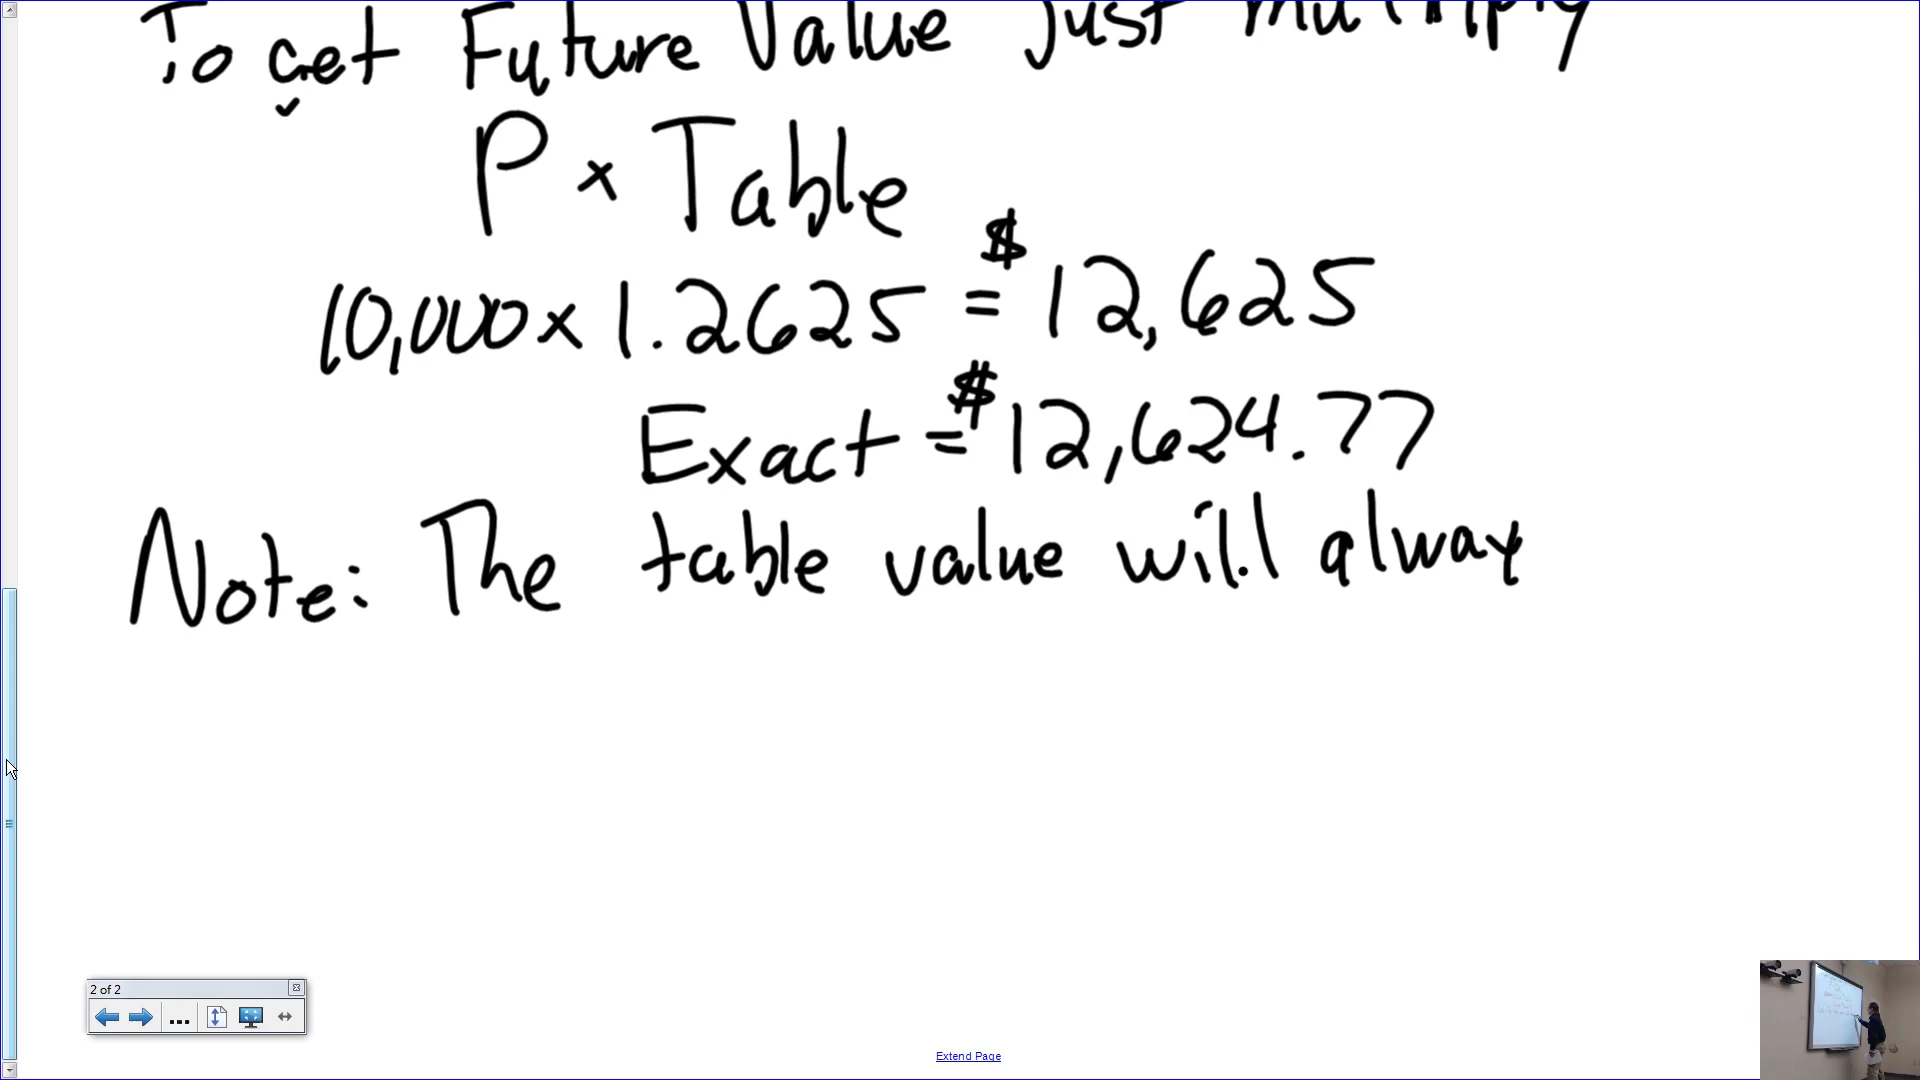 To get Future Value Just multiply
P × Table
10,000 × 1.2625 = $12,625
Exact = $12,624.77
Note: The table value will alway
2 of 2
...
Extend Page